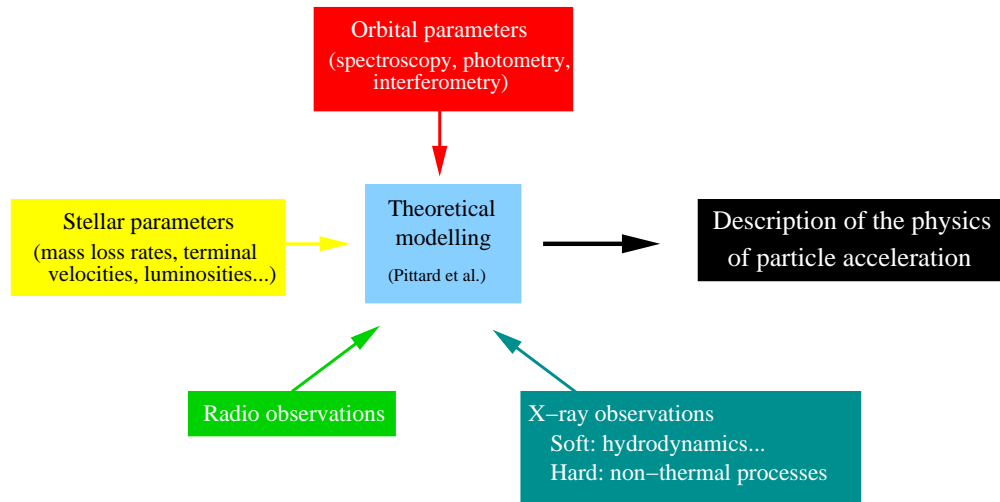 Orbital parameters
(spectroscopy, photometry,
interferometry)
Stellar parameters
(mass loss rates, terminal
velocities, luminosities...)
Theoretical
modelling
(Pittard et al.)
Description of the physics
of particle acceleration
Radio observations
X−ray observations
Soft: hydrodynamics...
Hard: non−thermal processes